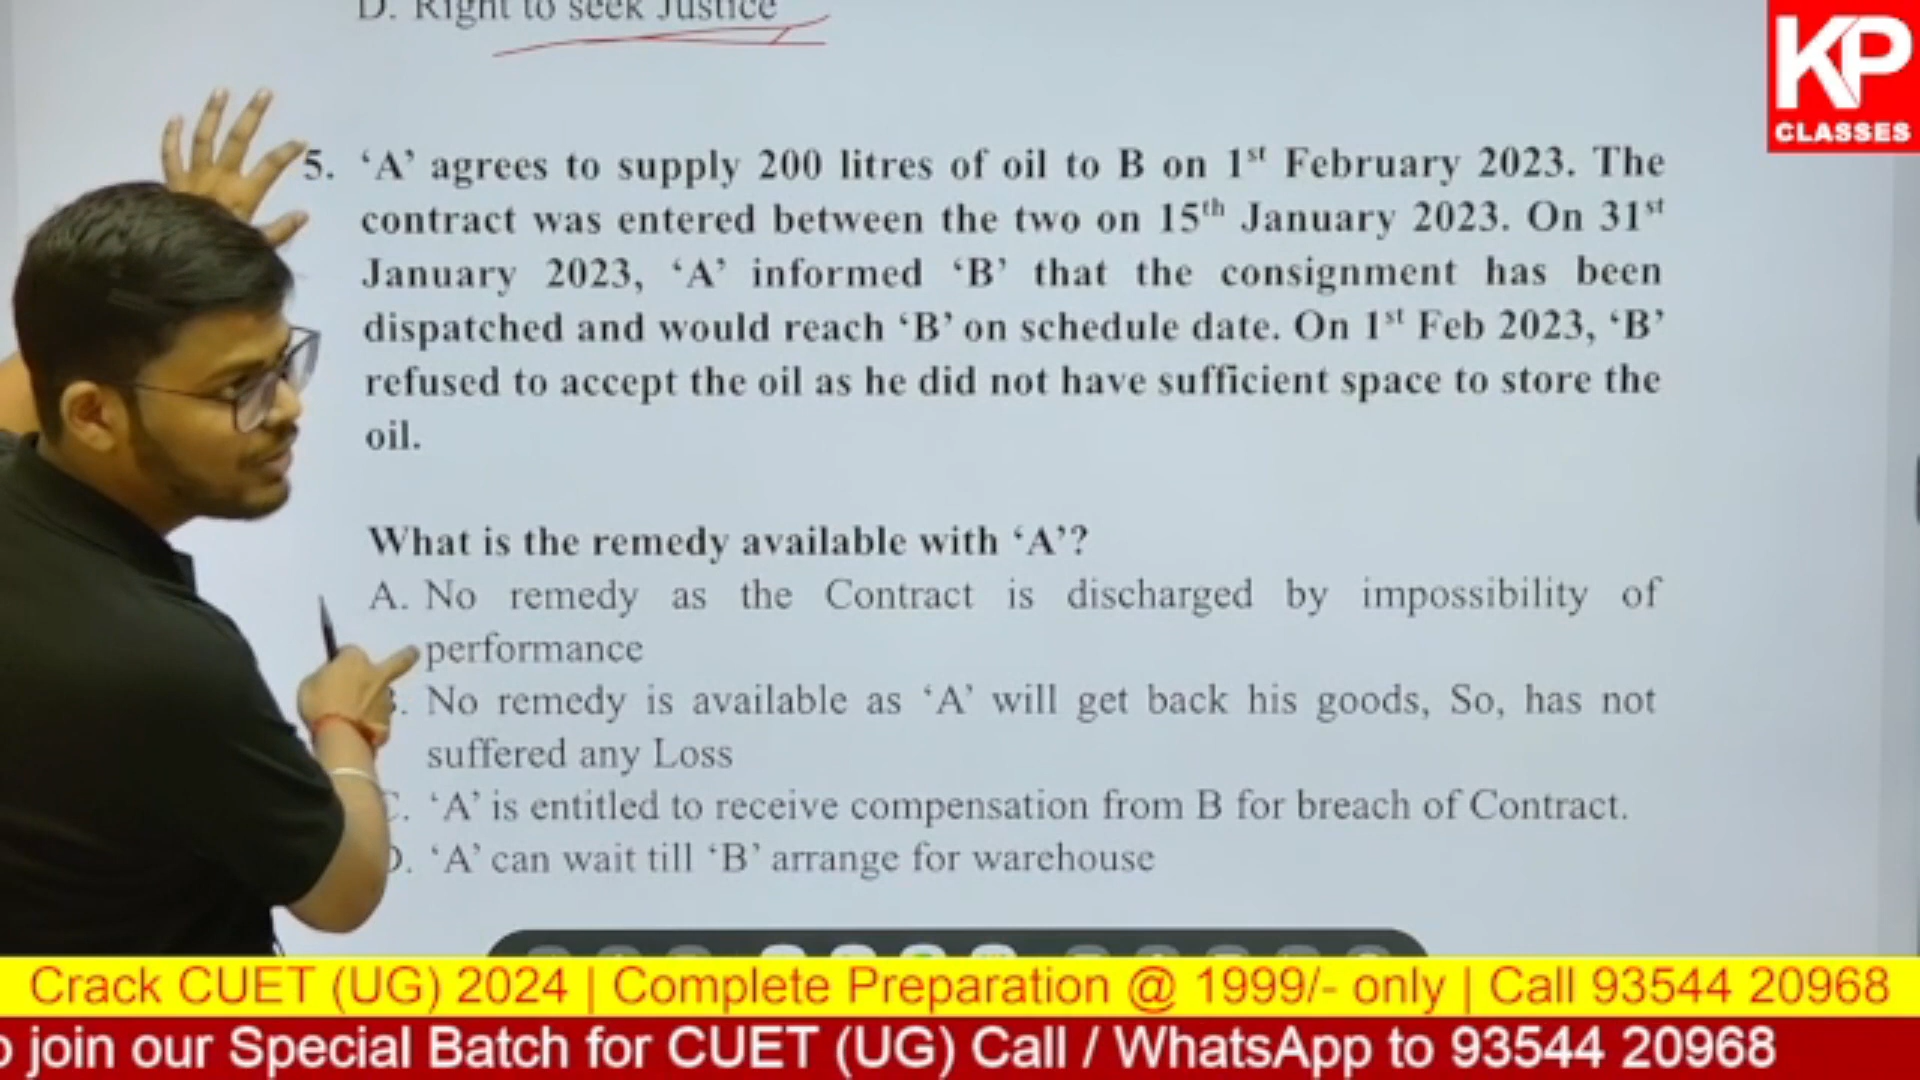 D. Right to seek Justice
KP
CLASSES
5. ‘A’ agrees to supply 200 litres of oil to B on 1st February 2023. The
contract was entered between the two on 15th January 2023. On 31st
January 2023, ‘A’ informed ‘B’ that the consignment has been
dispatched and would reach ‘B’ on schedule date. On 1st Feb 2023, ‘B’
refused to accept the oil as he did not have sufficient space to store the
oil.
What is the remedy available with ‘A’?
A. No remedy as the Contract is discharged by impossibility of
performance
B. No remedy is available as ‘A’ will get back his goods, So, has not
suffered any Loss
C. ‘A’ is entitled to receive compensation from B for breach of Contract.
D. ‘A’ can wait till ‘B’ arrange for warehouse
Crack CUET (UG) 2024 | Complete Preparation @ 1999/- only | Call 93544 20968
o join our Special Batch for CUET (UG) Call / WhatsApp to 93544 20968